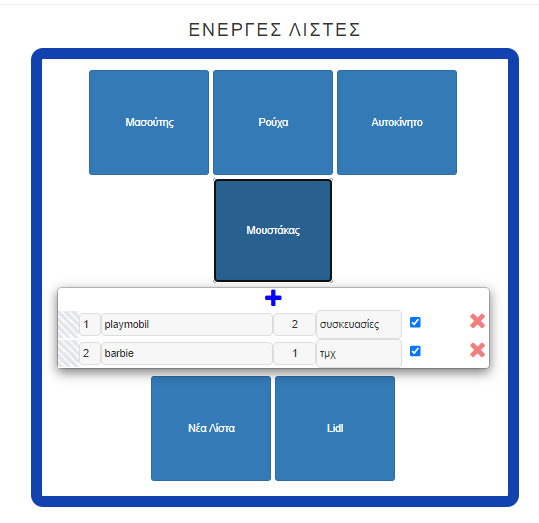 ΕΝΕΡΓΕΣ ΛΙΣΤΕΣ
Μασούτης Ρούχα Αυτοκίνητο
Μουστάκας
1 playmobil 2 συσκευασίες
2 barbie 1 τμχ
Νέα Λίστα Lidl